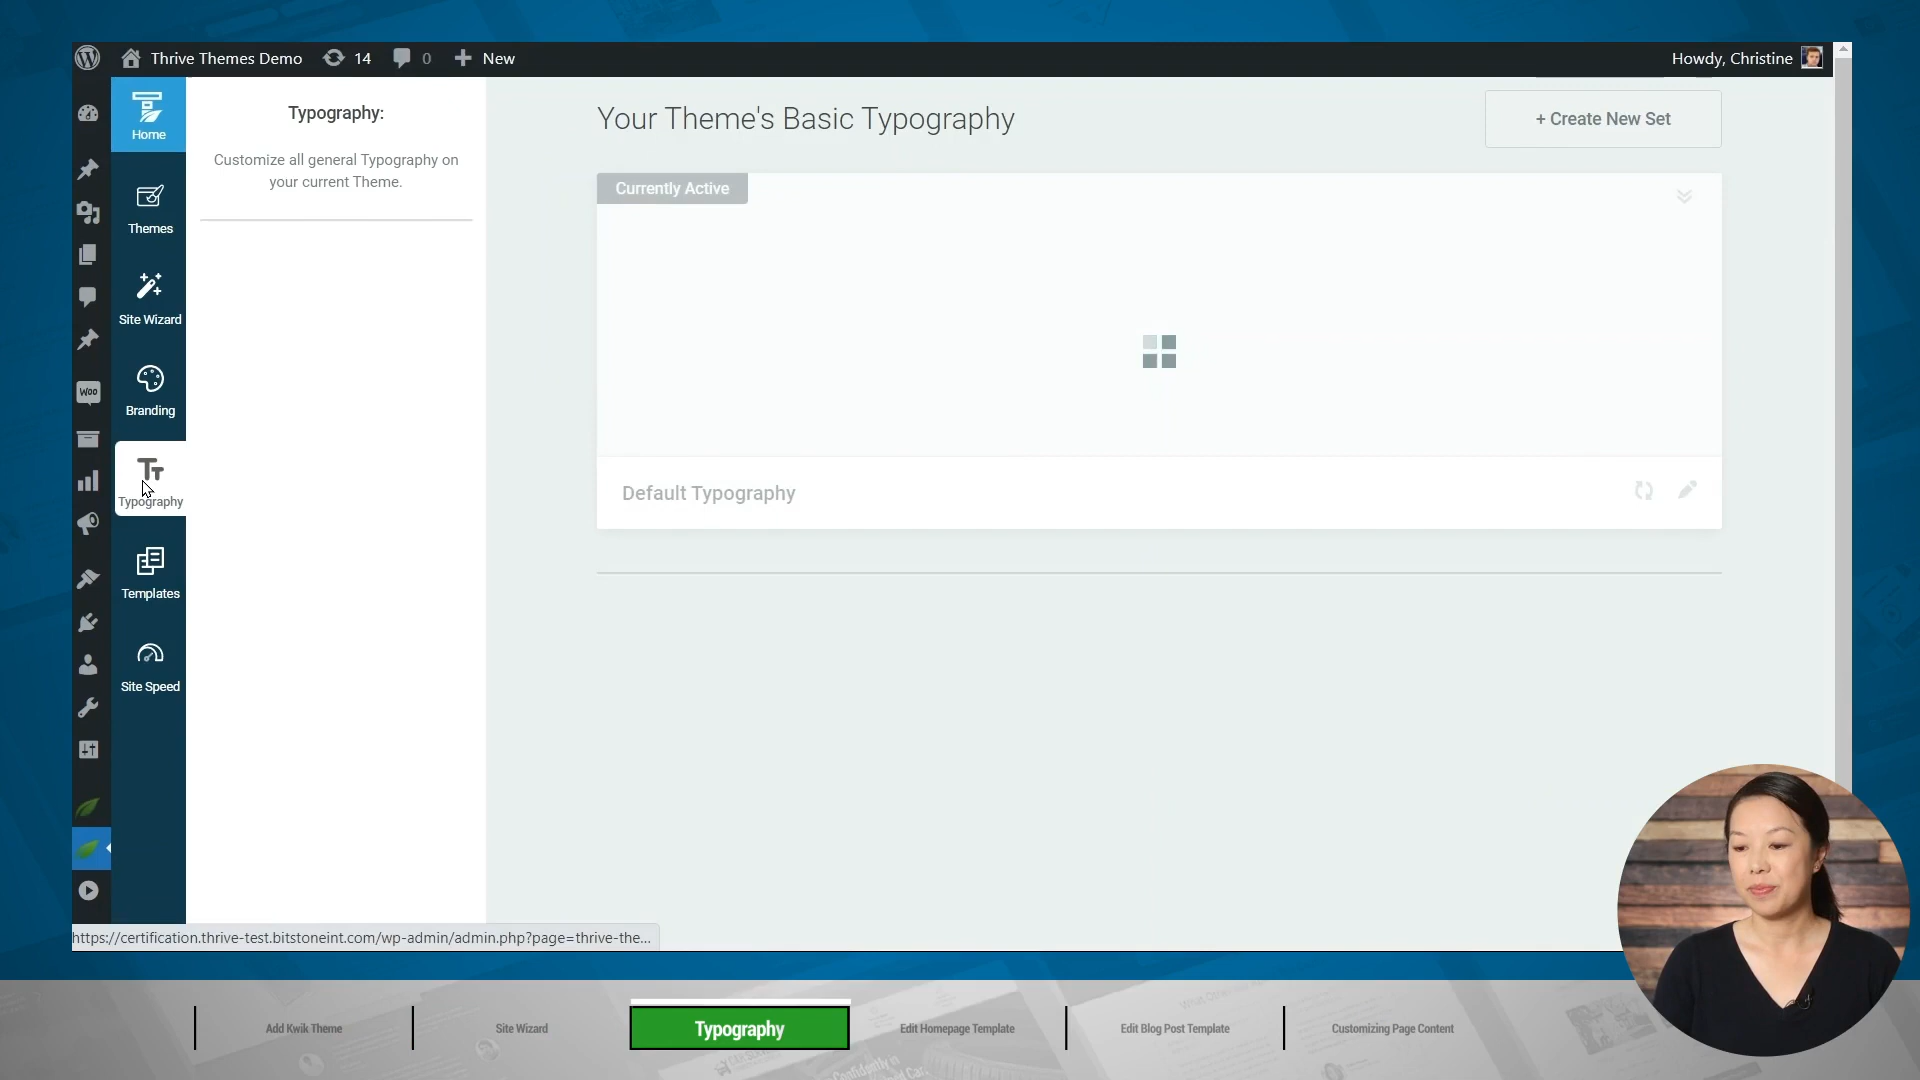 Thrive Themes Demo
14
0
New
Howdy, Christine
Home
Themes
Site Wizard
Branding
Typography
Templates
Site Speed
Woo
Typography:
Customize all general Typography on
your current Theme.
Your Theme's Basic Typography
+ Create New Set
Currently Active
Default Typography
https://certification.thrive-test.bitstoneint.com/wp-admin/admin.php?page=thrive-the...
Add Kwik Theme
Site Wizard
Typography
Edit Homepage Template
Edit Blog Post Template
Customizing Page Content